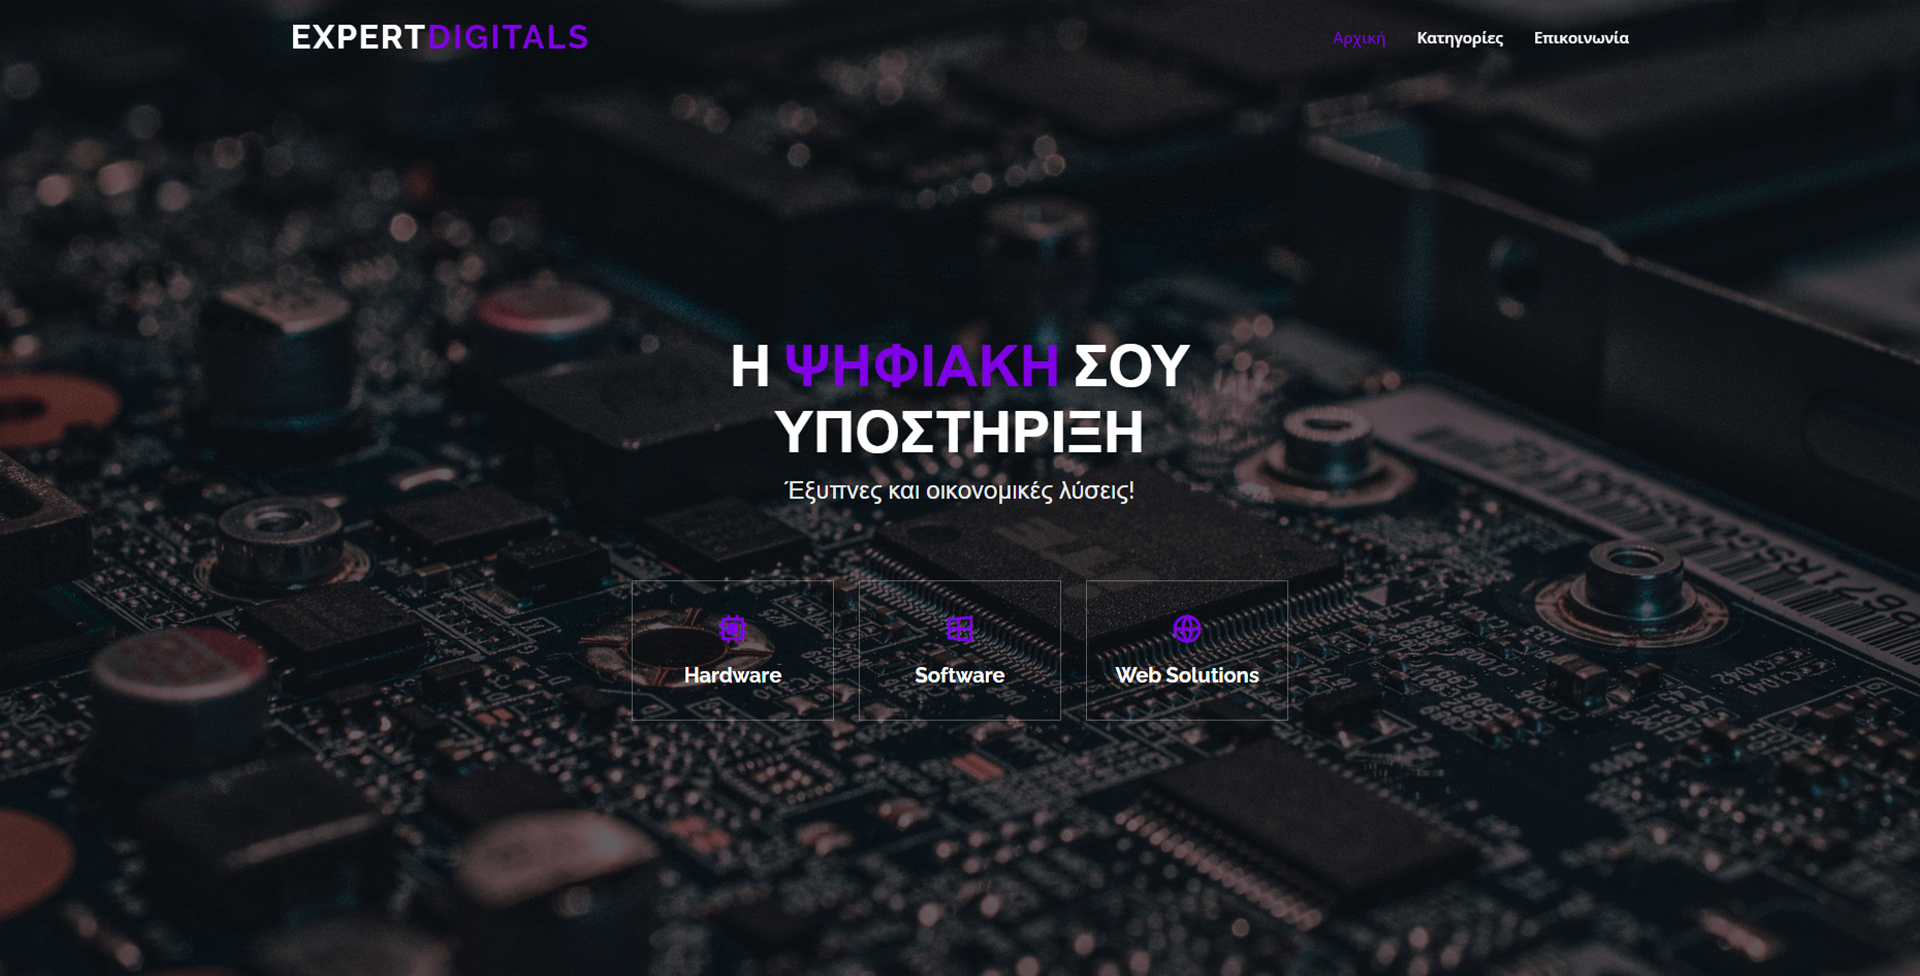 EXPERTDIGITALS
Αρχική
Κατηγορίες
Επικοινωνία
Η ΨΗΦΙΑΚΗ ΣΟΥ
ΥΠΟΣΤΗΡΙΞΗ
Έξυπνες και οικονομικές λύσεις!
Hardware
Software
Web Solutions